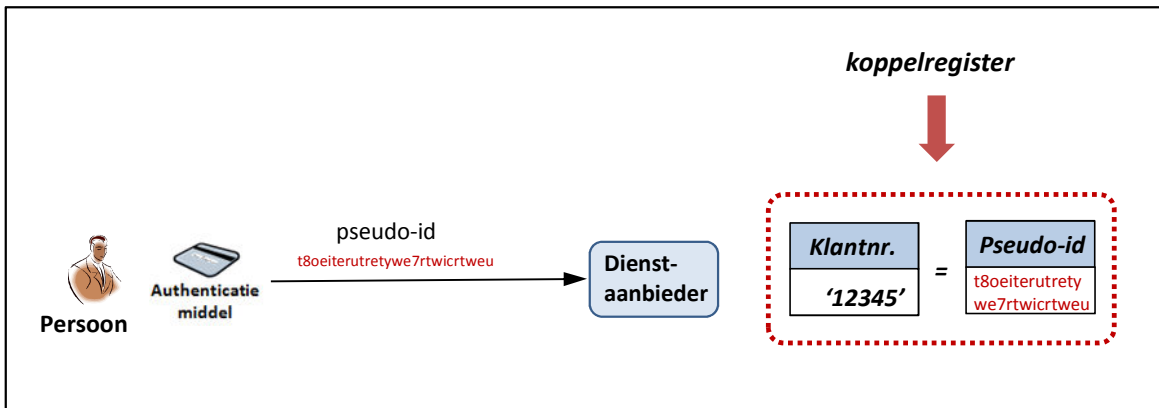 koppelregister
pseudo-id
t8oeiterutretywe7rtwicrtweu
Persoon
Authenticatie
middel
Dienst-
aanbieder
Klantnr.
‘12345’
=
Pseudo-id
t8oeiterutrety
we7rtwicrtweu